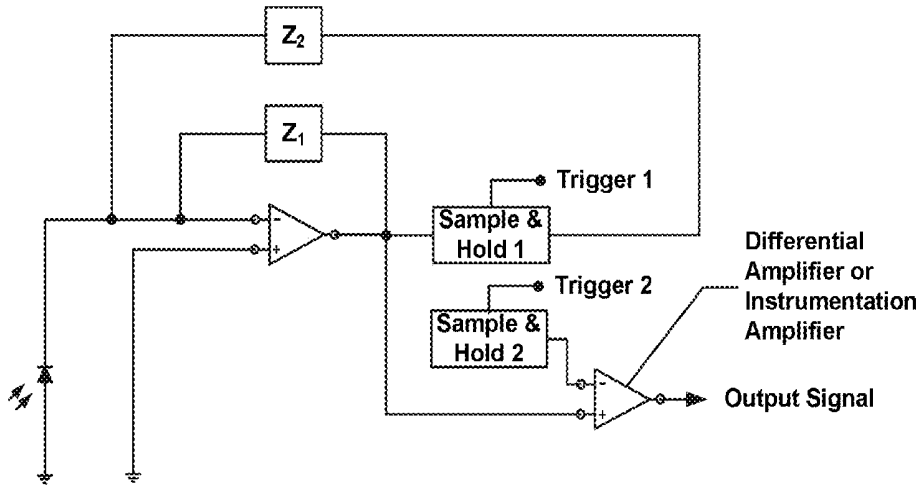 Z₂
Z₁
Trigger 1
Sample &
Hold 1
Trigger 2
Sample &
Hold 2
Differential
Amplifier or
Instrumentation
Amplifier
-
+
-
+
Output Signal